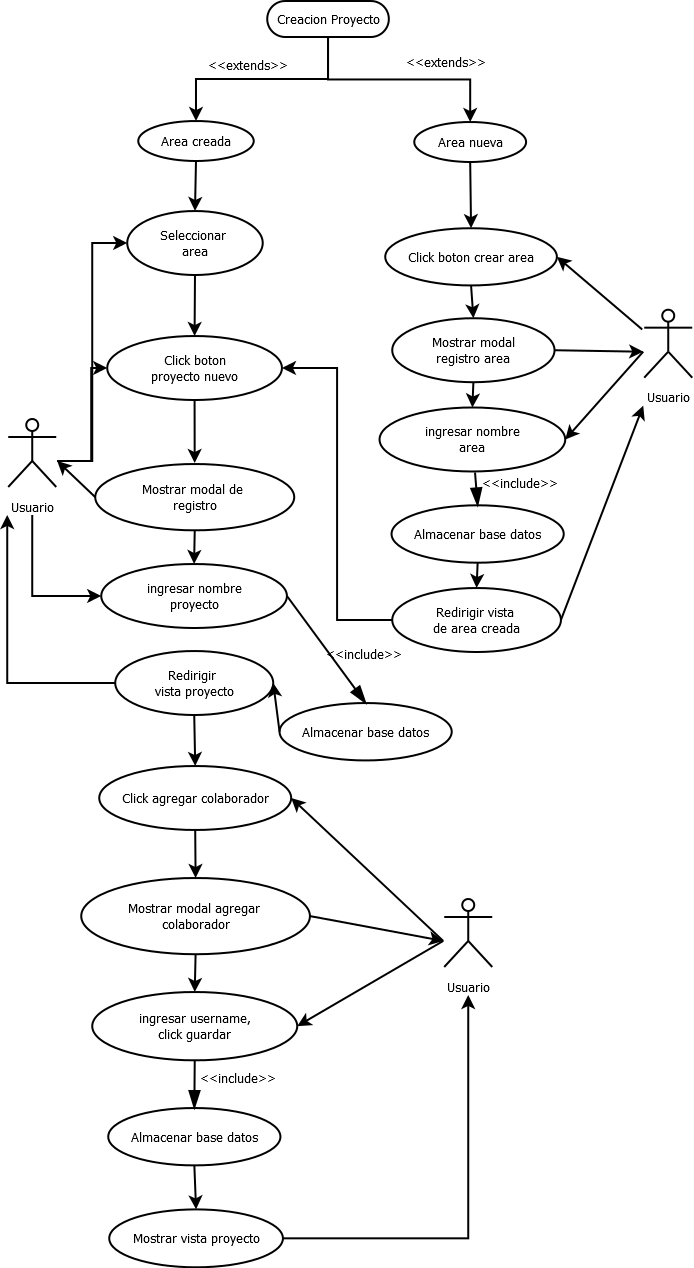 Creacion Proyecto
<<extends>>
<<extends>>
Area creada
Area nueva
Seleccionar
area
Click boton crear area
Click boton
proyecto nuevo
Mostrar modal
registro area
Usuario
ingresar nombre
area
Usuario
Mostrar modal de
registro
<<include>>
Almacenar base datos
ingresar nombre
proyecto
Redirigir vista
de area creada
<<include>>
Redirigir
vista proyecto
Almacenar base datos
Click agregar colaborador
Mostrar modal agregar
colaborador
Usuario
ingresar username,
click guardar
<<include>>
Almacenar base datos
Mostrar vista proyecto